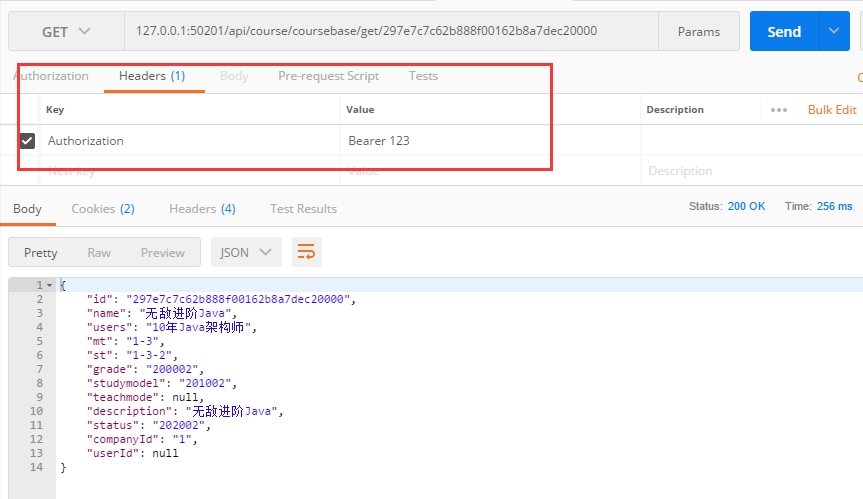 GET 127.0.0.1:50201/api/course/coursebase/get/297e7c7c62b888f00162b8a7dec20000 Params Send
Authorization Headers (1) Body Pre-request Script Tests
Key Value Description ••• Bulk Edit
Authorization Bearer 123
New key Value Description
Body Cookies (2) Headers (4) Test Results Status: 200 OK Time: 256 ms
Pretty Raw Preview JSON
1 {
2 "id": "297e7c7c62b888f00162b8a7dec20000",
3 "name": "无敌进阶Java",
4 "users": "10年Java架构师",
5 "mt": "1-3",
6 "st": "1-3-2",
7 "grade": "200002",
8 "studymodel": "201002",
9 "teachmode": null,
10 "description": "无敌进阶Java",
11 "status": "202002",
12 "companyId": "1",
13 "userId": null
14 }